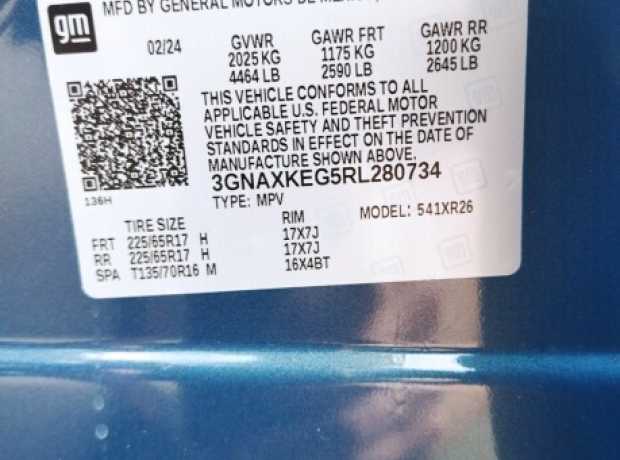 MFD BY GENERAL MOTORS DE
gm
02/24 GVWR GAWR FRT GAWR RR
2025 KG 1175 KG 1200 KG
4464 LB 2590 LB 2645 LB
THIS VEHICLE CONFORMS TO ALL
APPLICABLE U.S. FEDERAL MOTOR
VEHICLE SAFETY AND THEFT PREVENTION
STANDARDS IN EFFECT ON THE DATE OF
MANUFACTURE SHOWN ABOVE.
3GNAXKEG5RL280734
136H
TYPE: MPV MODEL: 541XR26
TIRE SIZE RIM
FRT 225/65R17 H 17X7J
RR 225/65R17 H 17X7J
SPA T135/70R16 M 16X4BT